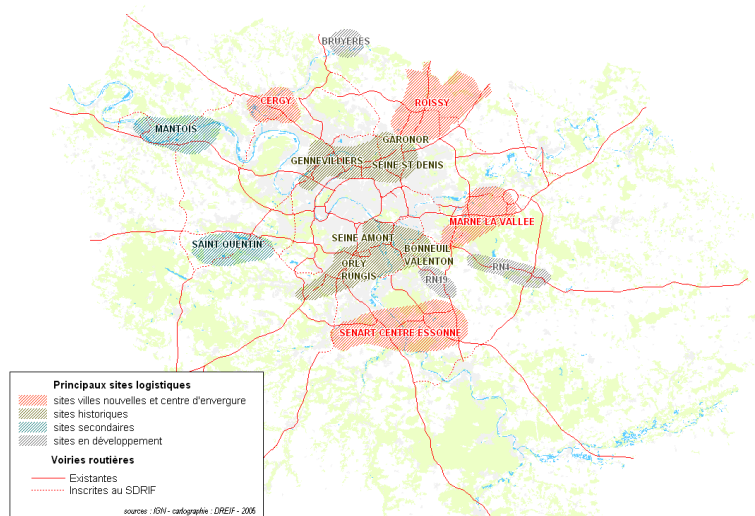 BRUYERES
CERGY
ROISSY
MANTOIS
GARONOR
GENNEVILLIERS
SEINE ST DENIS
MARNE LA VALLEE
SEINE AMONT
SAINT QUENTIN
BONNEUIL
VALENTON
ORLY
RUNGIS
RN4
RN19
SENART CENTRE ESSONNE
Principaux sites logistiques
sites villes nouvelles et centre d'envergure
sites historiques
sites secondaires
sites en développement
Voiries routières
Existantes
Inscrites au SDRIF
sources : IGN - cartographie : DREIF - 2005